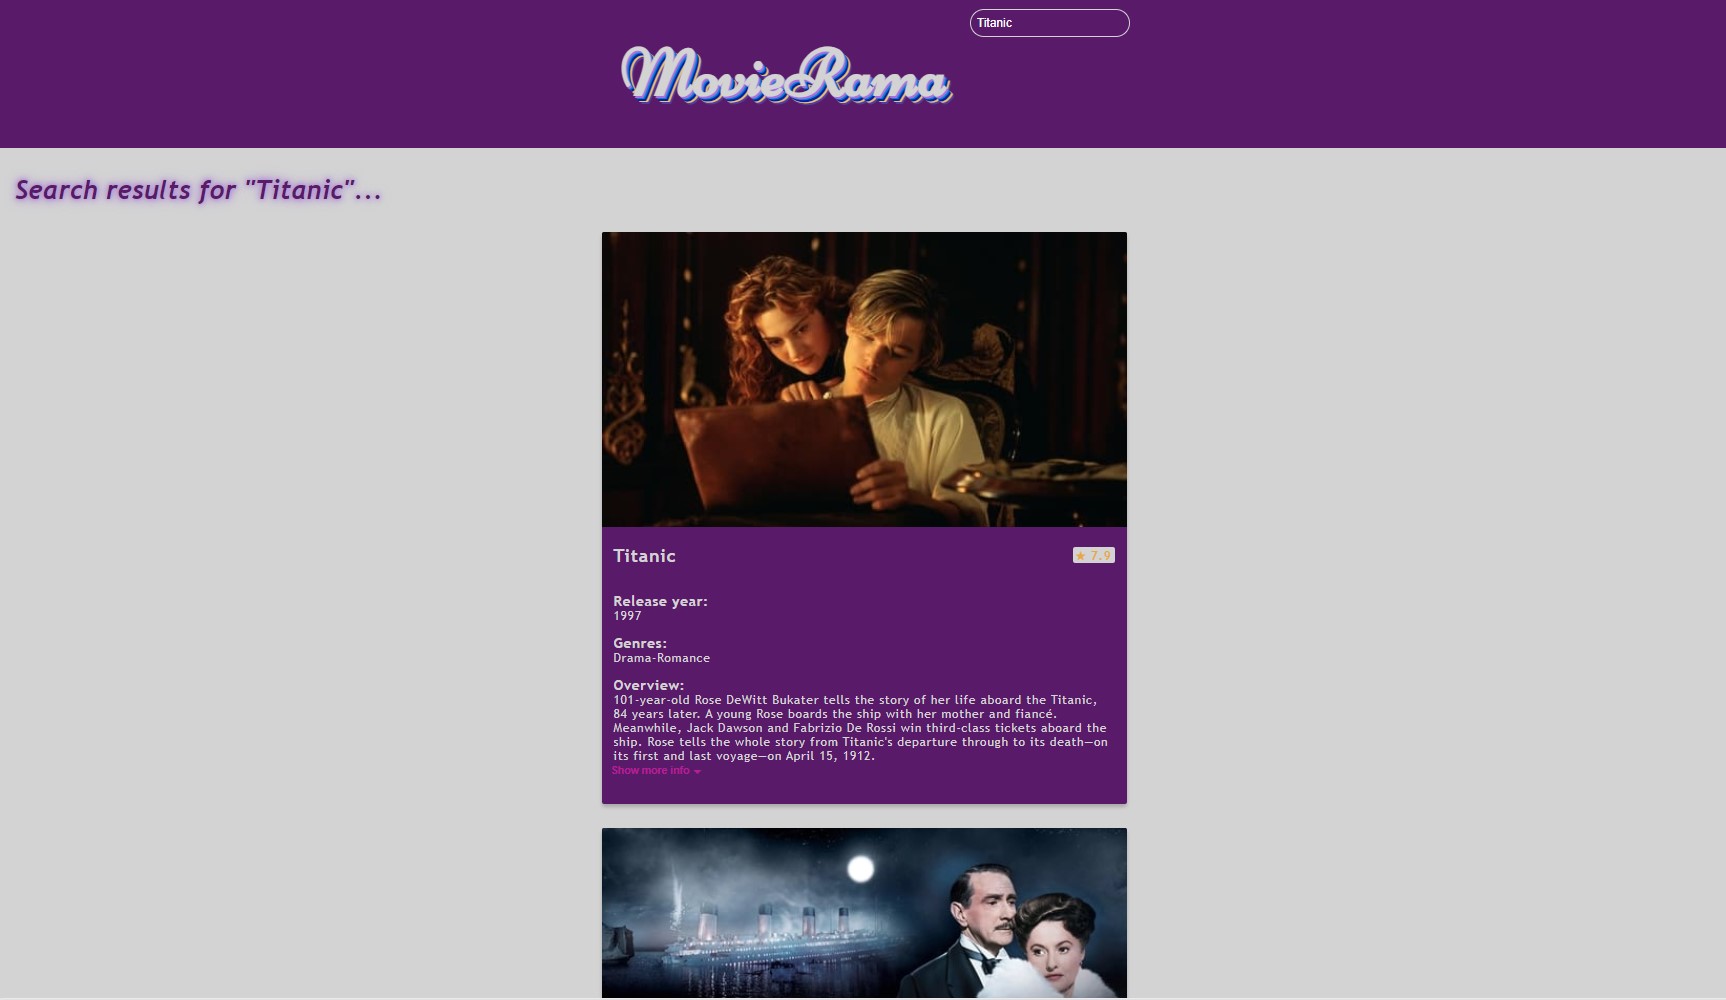 Titanic
MovieRama
Search results for "Titanic"...
Titanic
★ 7.9
Release year:
1997
Genres:
Drama-Romance
Overview:
101-year-old Rose DeWitt Bukater tells the story of her life aboard the Titanic,
84 years later. A young Rose boards the ship with her mother and fiancé.
Meanwhile, Jack Dawson and Fabrizio De Rossi win third-class tickets aboard the
ship. Rose tells the whole story from Titanic's departure through to its death—on
its first and last voyage—on April 15, 1912.
Show more info